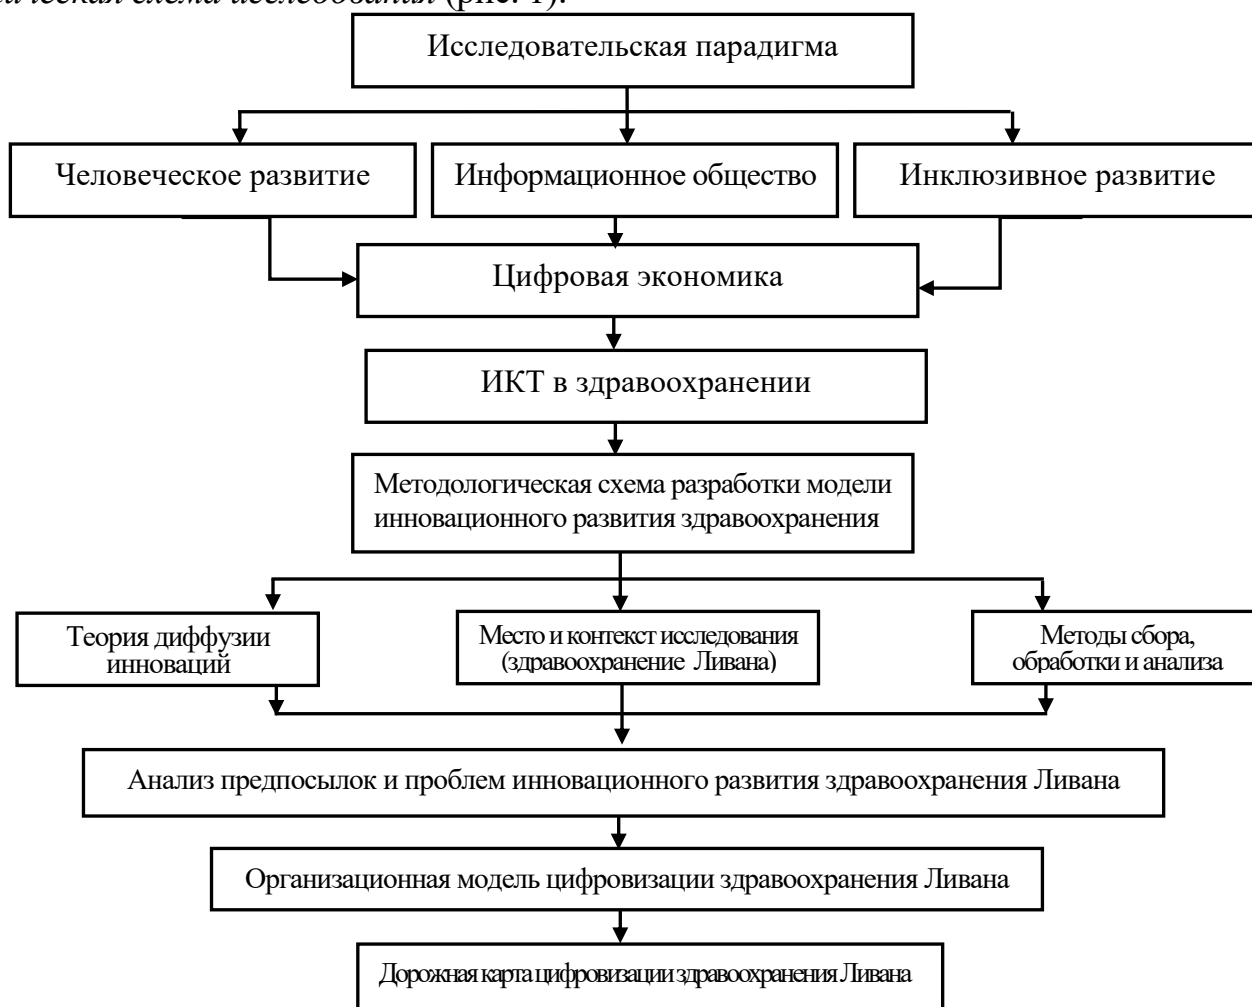 схема исследования (рис. 1).
Исследовательская парадигма
Человеческое развитие
Информационное общество
Инклюзивное развитие
Цифровая экономика
ИКТ в здравоохранении
Методологическая схема разработки модели
инновационного развития здравоохранения
Теория диффузии
инноваций
Место и контекст исследования
(здравоохранение Ливана)
Методы сбора,
обработки и анализа
Анализ предпосылок и проблем инновационного развития здравоохранения Ливана
Организационная модель цифровизации здравоохранения Ливана
Дорожная карта цифровизации здравоохранения Ливана